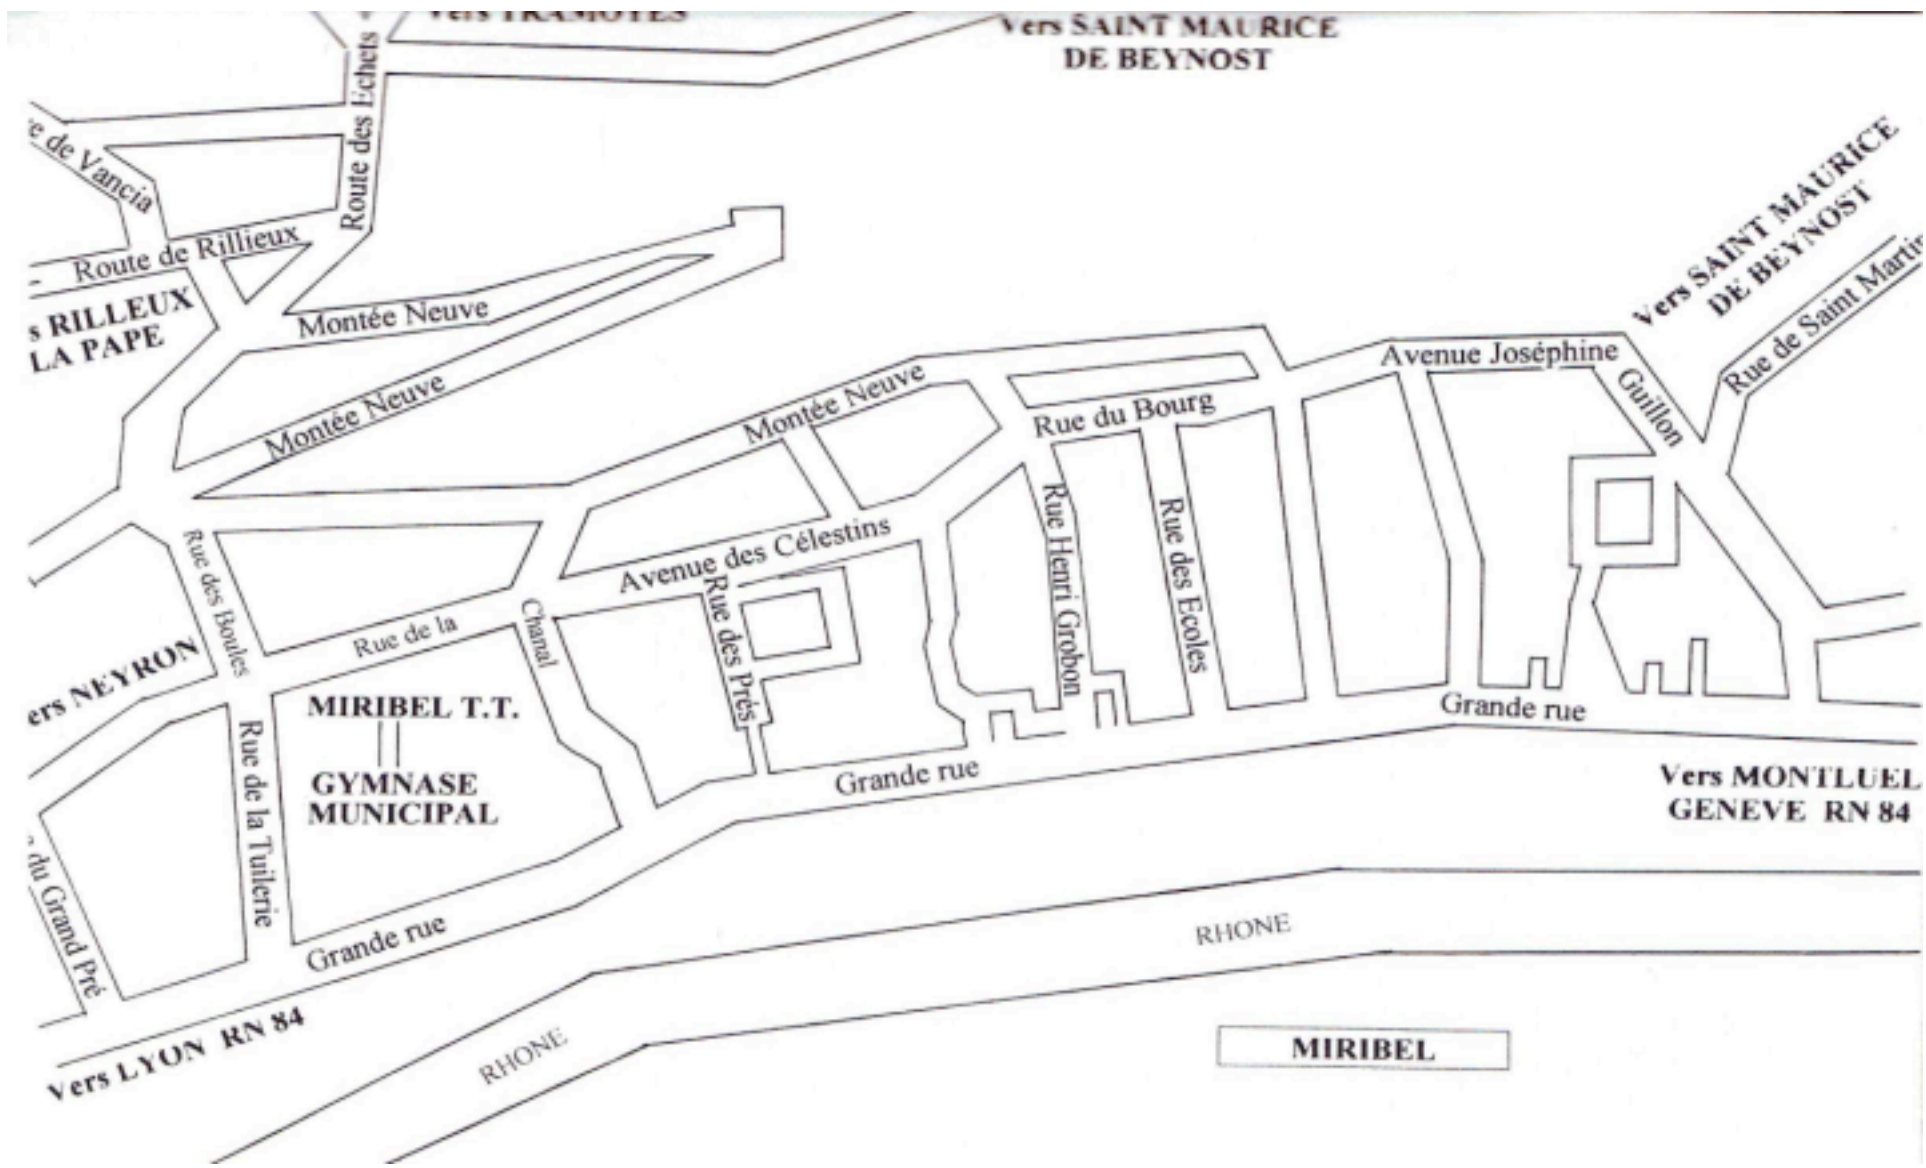 Vers TRAMOYES
Vers SAINT MAURICE
DE BEYNOST
Route des Echets
de Vancia
Route de Rillieux
RILLEUX
LA PAPE
Montée Neuve
Montée Neuve
Montée Neuve
Vers SAINT MAURICE
DE BEYNOST
Rue de Saint Martin
Avenue Joséphine
Guillon
Rue du Bourg
Avenue des Célestins
Rue Henri Grobon
Rue des Ecoles
Rue des Boules
Rue de la
Chanal
Rue des Prés
NEYRON
MIRIBEL T.T.
GYMNASE
MUNICIPAL
Rue de la Tuilerie
du Grand Pré
Grande rue
Grande rue
Grande rue
Vers MONTLUEL
GENEVE RN 84
Vers LYON RN 84
RHONE
RHONE
MIRIBEL